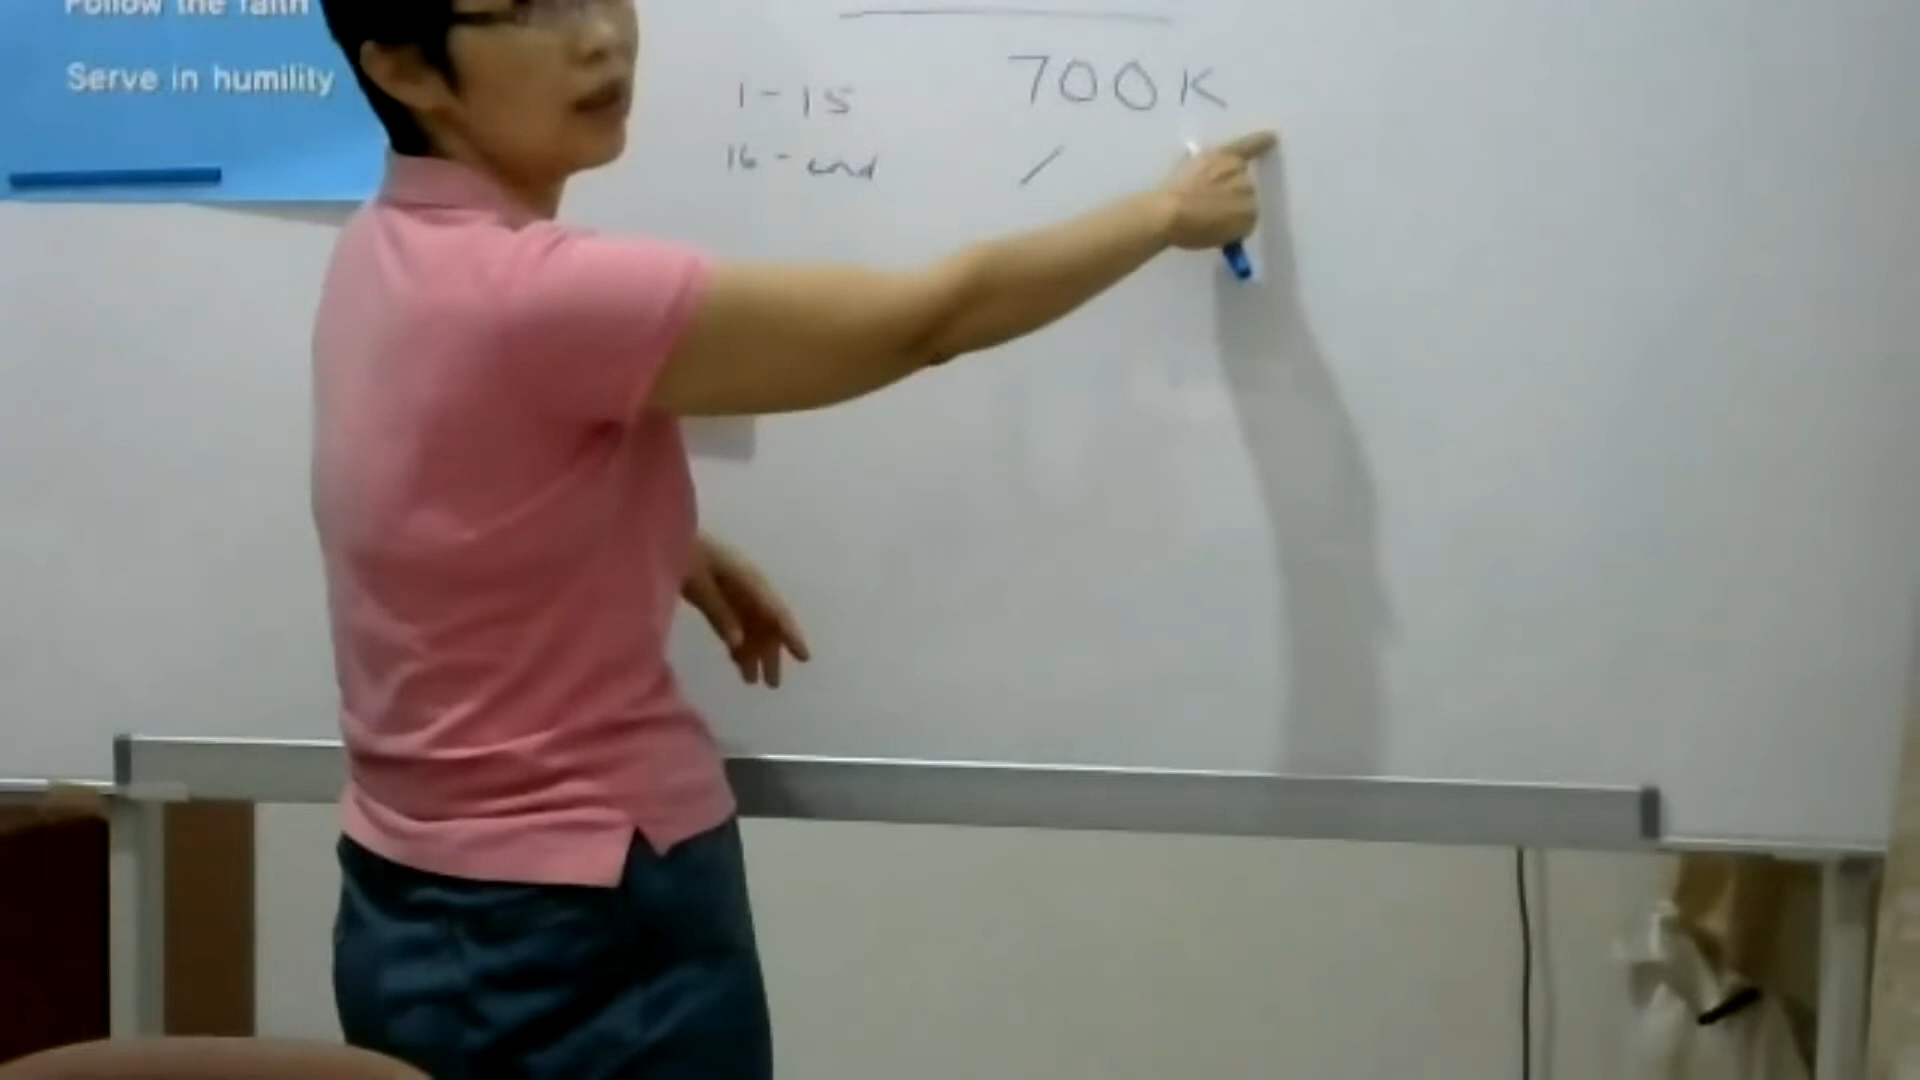 Follow the faith
Serve in humility
1-15 700K
16-end /